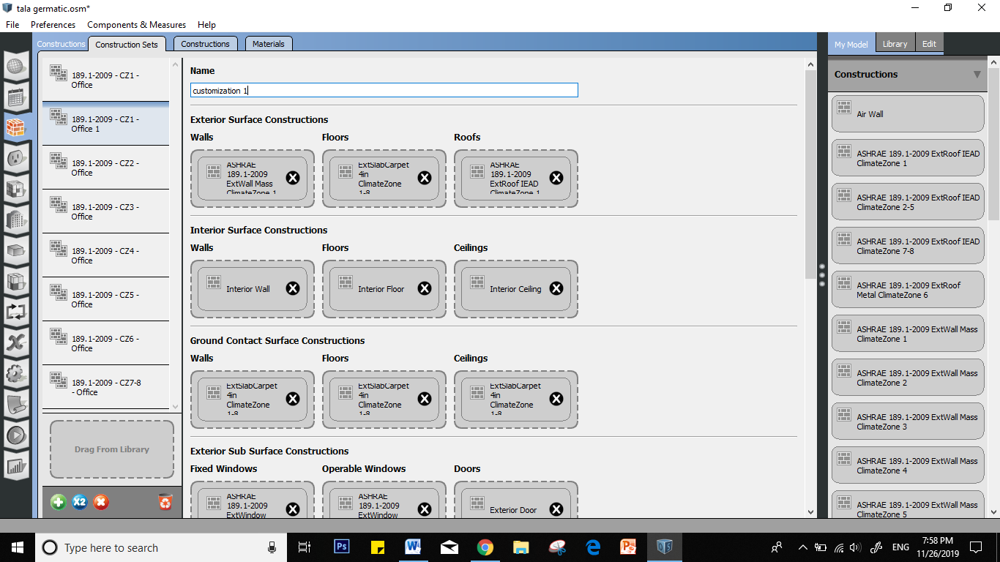 tala germatic.osm*
File Preferences Components & Measures Help
Constructions Construction Sets Constructions Materials
189.1-2009 - CZ1 -
Office
189.1-2009 - CZ1 -
Office 1
189.1-2009 - CZ2 -
Office
189.1-2009 - CZ3 -
Office
189.1-2009 - CZ4 -
Office
189.1-2009 - CZ5 -
Office
189.1-2009 - CZ6 -
Office
189.1-2009 - CZ7-8
- Office
Drag From Library
X2
Name
customization 1
Exterior Surface Constructions
Walls Floors Roofs
ASHRAE
189.1-2009
ExtWall Mass
ClimateZone 1
ExtSlabCarpet
4in
ClimateZone
1-8
ASHRAE
189.1-2009
ExtRoof IEAD
ClimateZone 1
Interior Surface Constructions
Walls Floors Ceilings
Interior Wall
Interior Floor
Interior Ceiling
Ground Contact Surface Constructions
Walls Floors Ceilings
ExtSlabCarpet
4in
ClimateZone
1-8
ExtSlabCarpet
4in
ClimateZone
1-8
ExtSlabCarpet
4in
ClimateZone
1-8
Exterior Sub Surface Constructions
Fixed Windows Operable Windows Doors
ASHRAE
189.1-2009
ExtWindow
ASHRAE
189.1-2009
ExtWindow
Exterior Door
My Model Library Edit
Constructions
Air Wall
ASHRAE 189.1-2009 ExtRoof IEAD
ClimateZone 1
ASHRAE 189.1-2009 ExtRoof IEAD
ClimateZone 2-5
ASHRAE 189.1-2009 ExtRoof IEAD
ClimateZone 7-8
ASHRAE 189.1-2009 ExtRoof
Metal ClimateZone 6
ASHRAE 189.1-2009 ExtWall Mass
ClimateZone 1
ASHRAE 189.1-2009 ExtWall Mass
ClimateZone 2
ASHRAE 189.1-2009 ExtWall Mass
ClimateZone 3
ASHRAE 189.1-2009 ExtWall Mass
ClimateZone 4
ASHRAE 189.1-2009 ExtWall Mass
ClimateZone 5
Type here to search
Ps
ENG
7:58 PM
11/26/2019